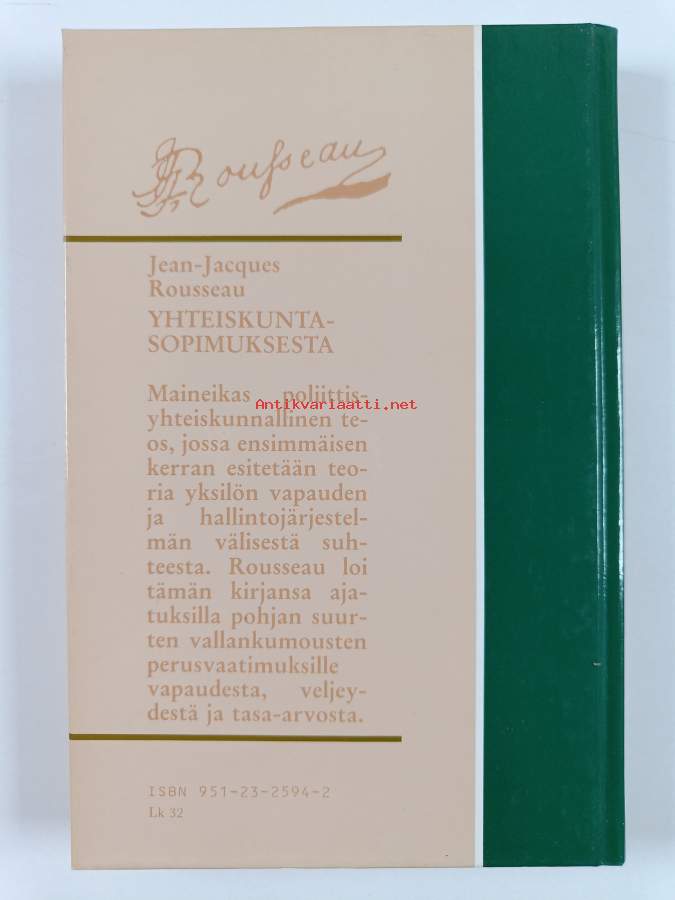 JJRousseau
Jean-Jacques
Rousseau
YHTEISKUNTA-
SOPIMUKSESTA
Maineikas poliittis-
Antikvariaatti.net
yhteiskunnallinen te-
os, jossa ensimmäisen
kerran esitetään teo-
ria yksilön vapauden
ja hallintojärjestel-
män välisestä suh-
teesta. Rousseau loi
tämän kirjansa aja-
tuksilla pohjan suur-
ten vallankumousten
perusvaatimuksille
vapaudesta, veljey-
destä ja tasa-arvosta.
ISBN 951-23-2594-2
Lk 32